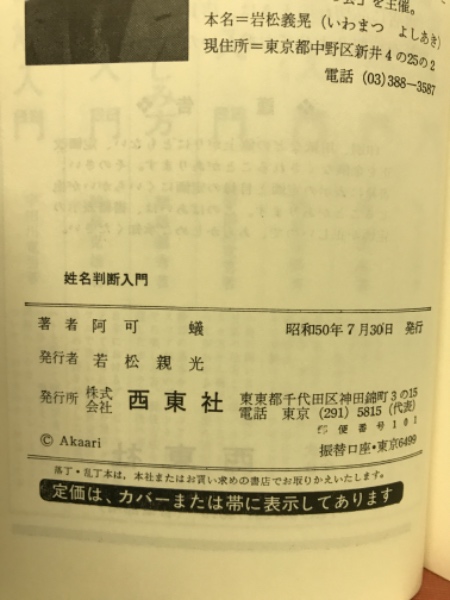 会」を主催。
本名＝岩松義晃（いわまつ　よしあき）
現住所＝東京都中野区新井4の25の2
電話　(03)388―3587
姓名判断入門
著者　阿可　蟻　昭和50年7月30日　発行
発行者　若松親光
発行所　株式会社　西東社　東東都千代田区神田錦町3の15
電話　東京　(291)　5815　(代表)
郵便番号101
© Akaari　振替口座・東京6499
落丁・乱丁本は、本社またはお買い求めの書店でお取りかえいたします。
定価は、カバーまたは帯に表示してあります